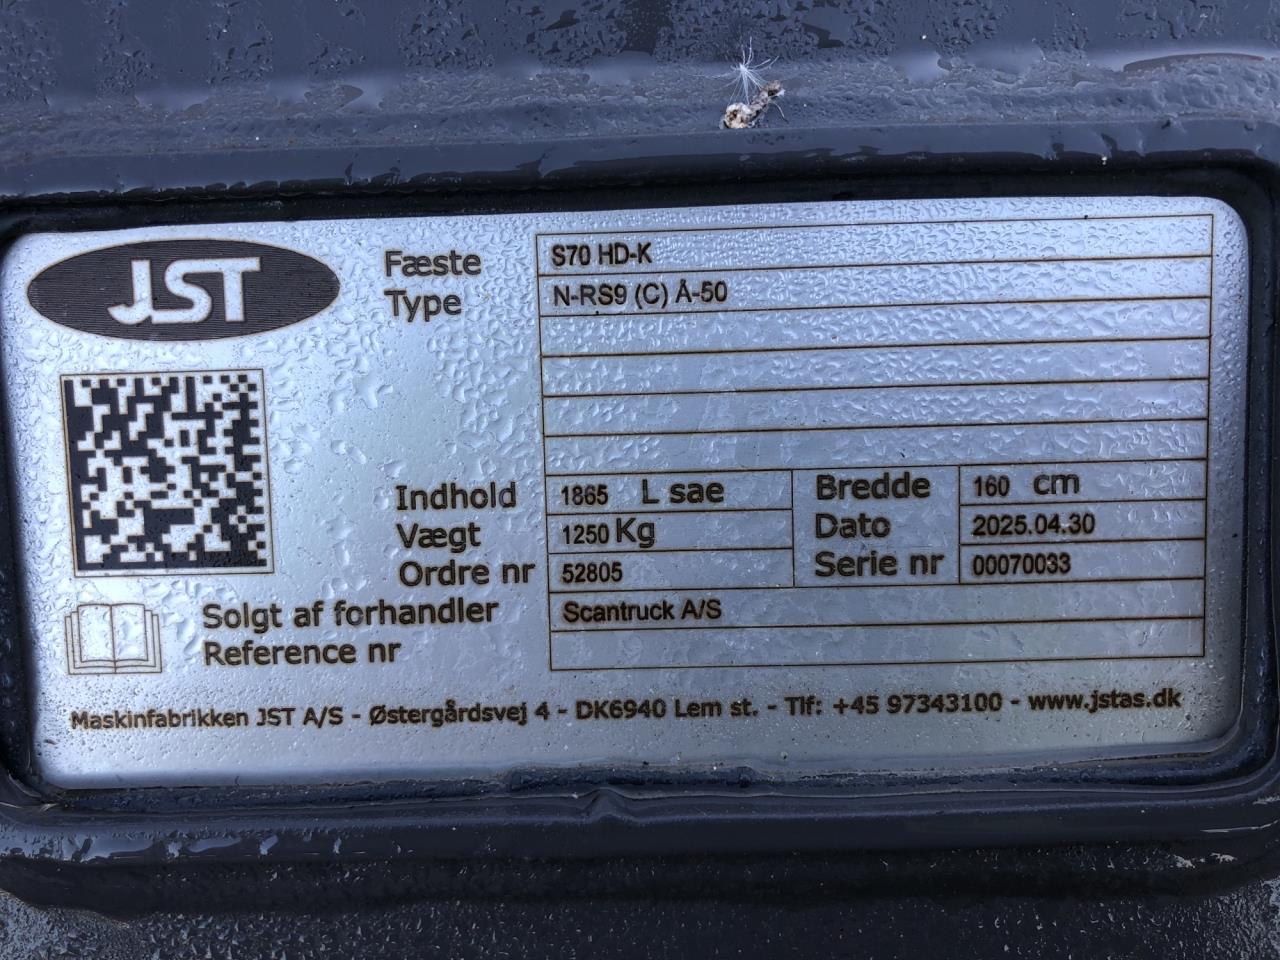 JST
Fæste S70 HD-K
Type N-RS9 (C) Å-50
Indhold 1865 L sae Bredde 160 cm
Vægt 1250 Kg Dato 2025.04.30
Ordre nr 52805 Serie nr 00070033
Solgt af forhandler Scantruck A/S
Reference nr
Maskinfabrikken JST A/S - Østergårdsvej 4 - DK6940 Lem st. - Tlf: +45 97343100 - www.jstas.dk